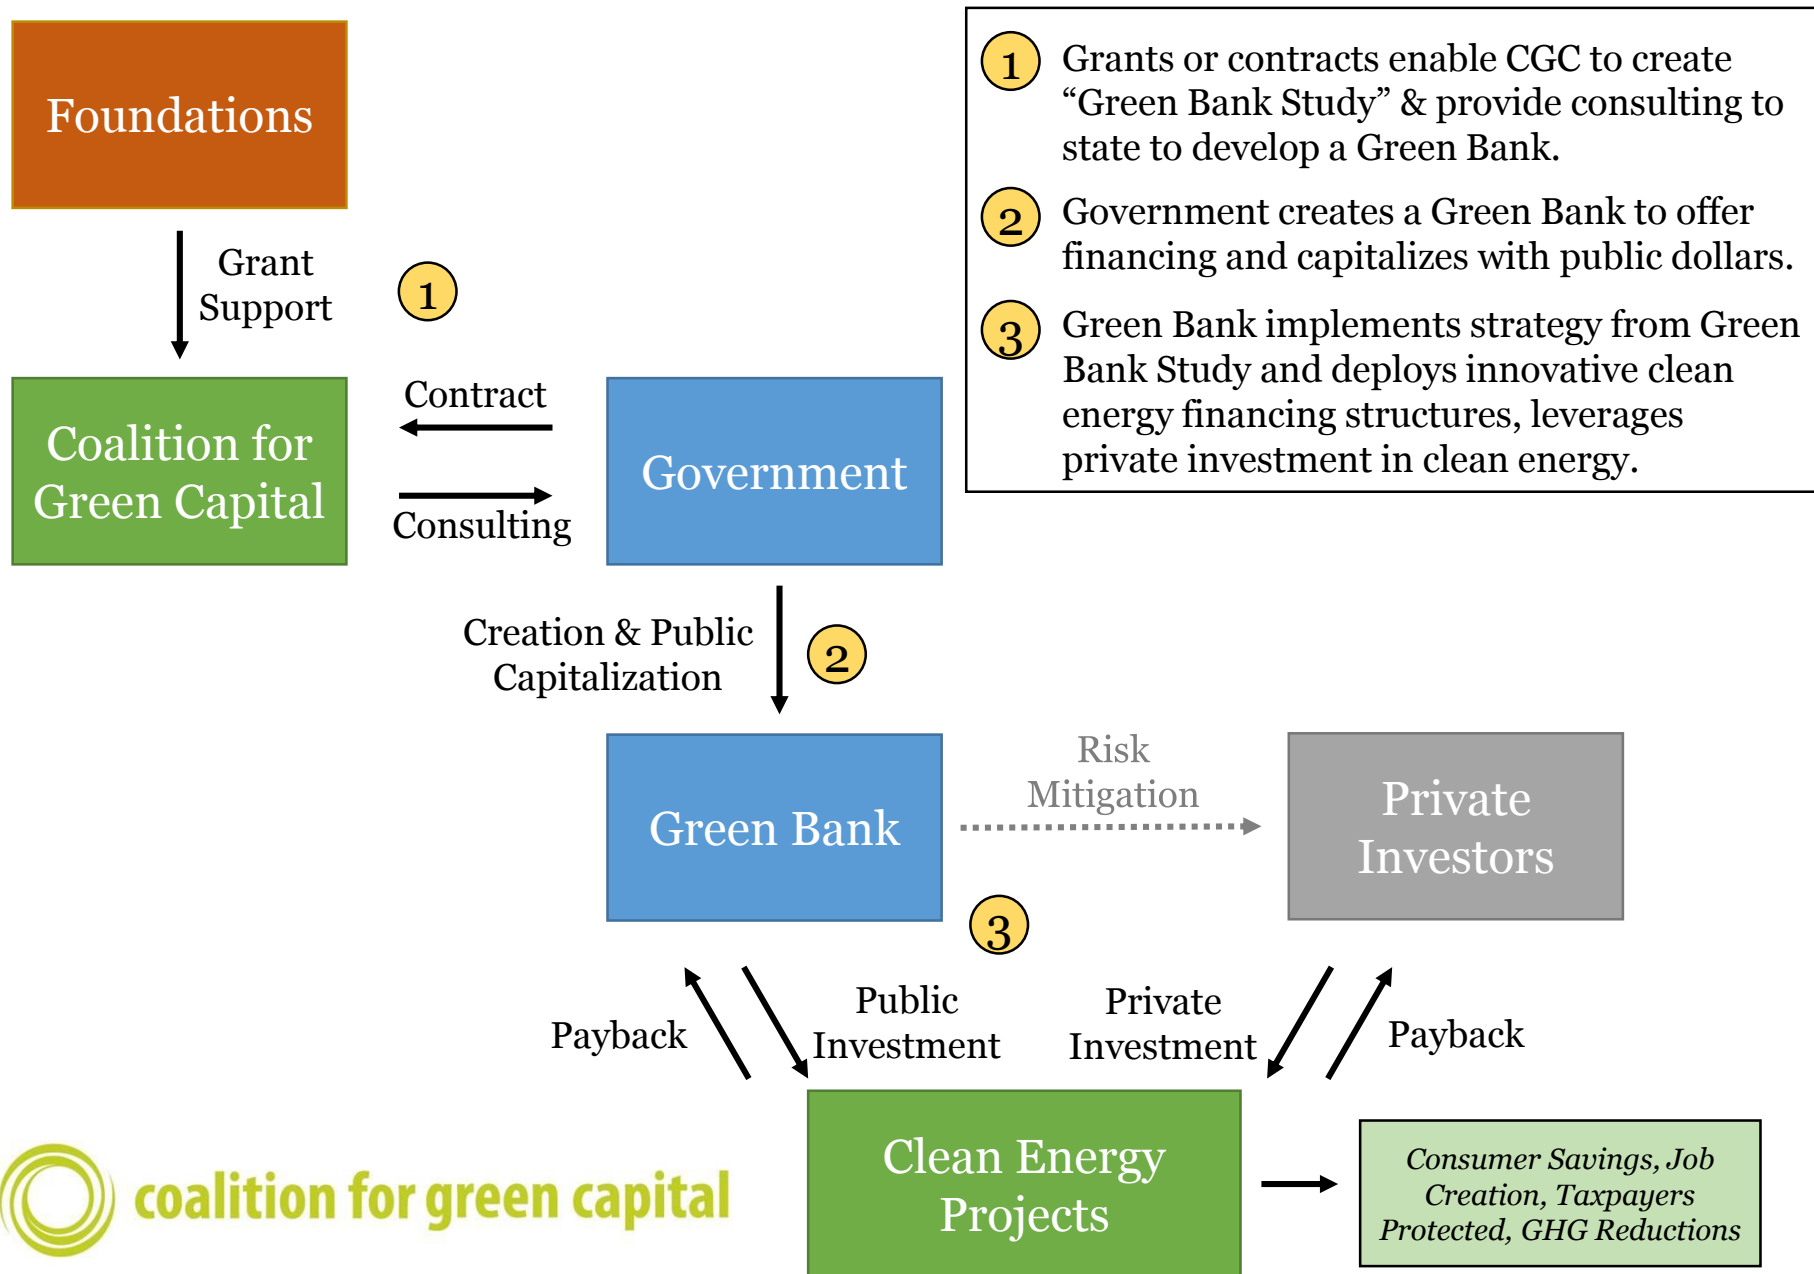 Foundations
1
Grants or contracts enable CGC to create
“Green Bank Study” & provide consulting to
state to develop a Green Bank.
2
Government creates a Green Bank to offer
financing and capitalizes with public dollars.
3
Green Bank implements strategy from Green
Bank Study and deploys innovative clean
energy financing structures, leverages
private investment in clean energy.
Grant
Support
1
Coalition for
Green Capital
Contract
Consulting
Government
Creation & Public
Capitalization
2
Green Bank
Risk
Mitigation
Private
Investors
3
Payback
Public
Investment
Private
Investment
Payback
Clean Energy
Projects
Consumer Savings, Job
Creation, Taxpayers
Protected, GHG Reductions
coalition for green capital